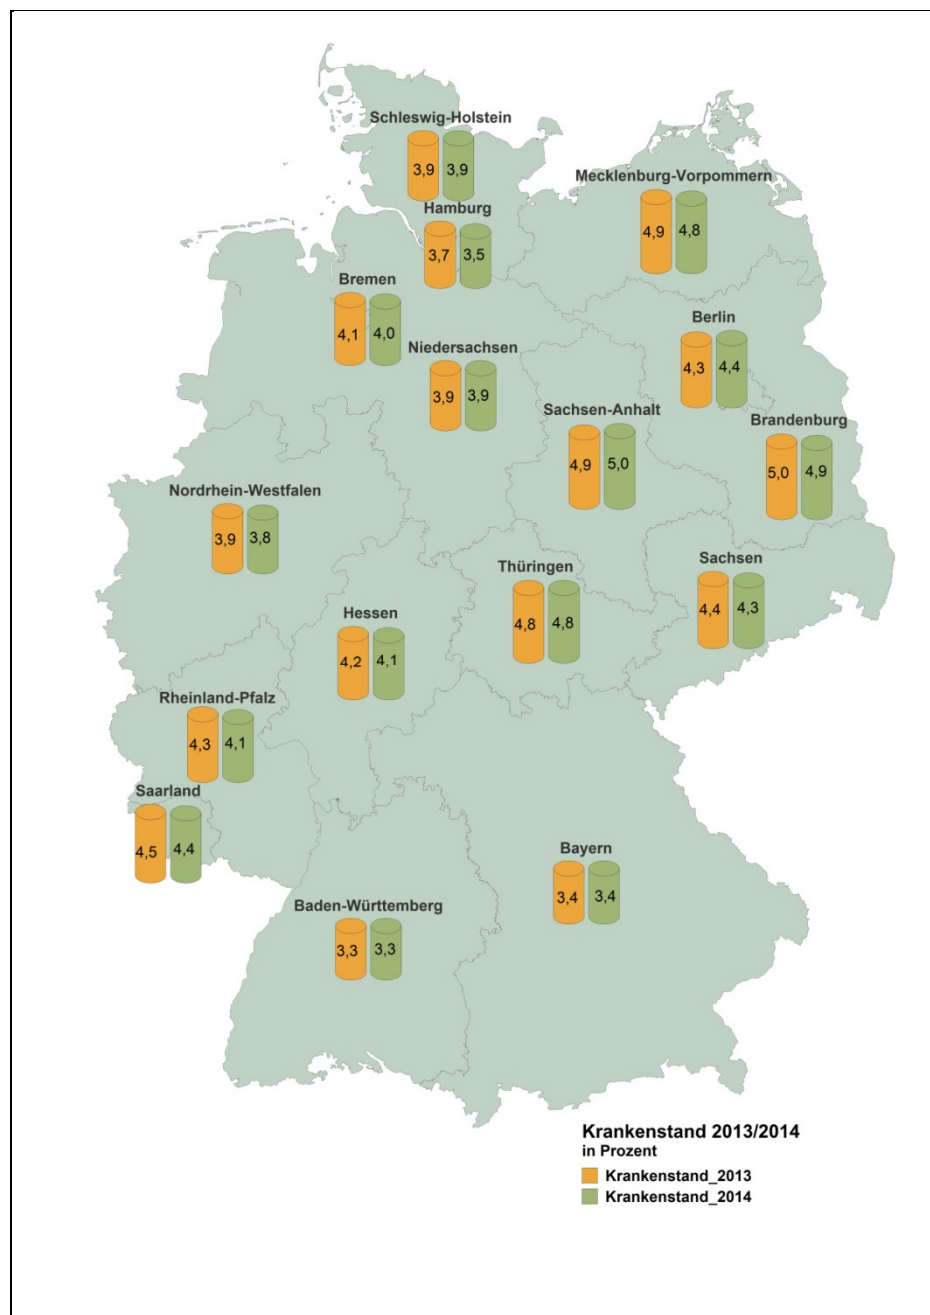 Schleswig-Holstein
3,9 3,9
Mecklenburg-Vorpommern
4,9 4,8
Hamburg
3,7 3,5
Bremen
4,1 4,0
Berlin
4,3 4,4
Niedersachsen
3,9 3,9
Sachsen-Anhalt
4,9 5,0
Brandenburg
5,0 4,9
Nordrhein-Westfalen
3,9 3,8
Sachsen
4,4 4,3
Thüringen
4,8 4,8
Hessen
4,2 4,1
Rheinland-Pfalz
4,3 4,1
Saarland
4,5 4,4
Bayern
3,4 3,4
Baden-Württemberg
3,3 3,3
Krankenstand 2013/2014
in Prozent
Krankenstand_2013
Krankenstand_2014